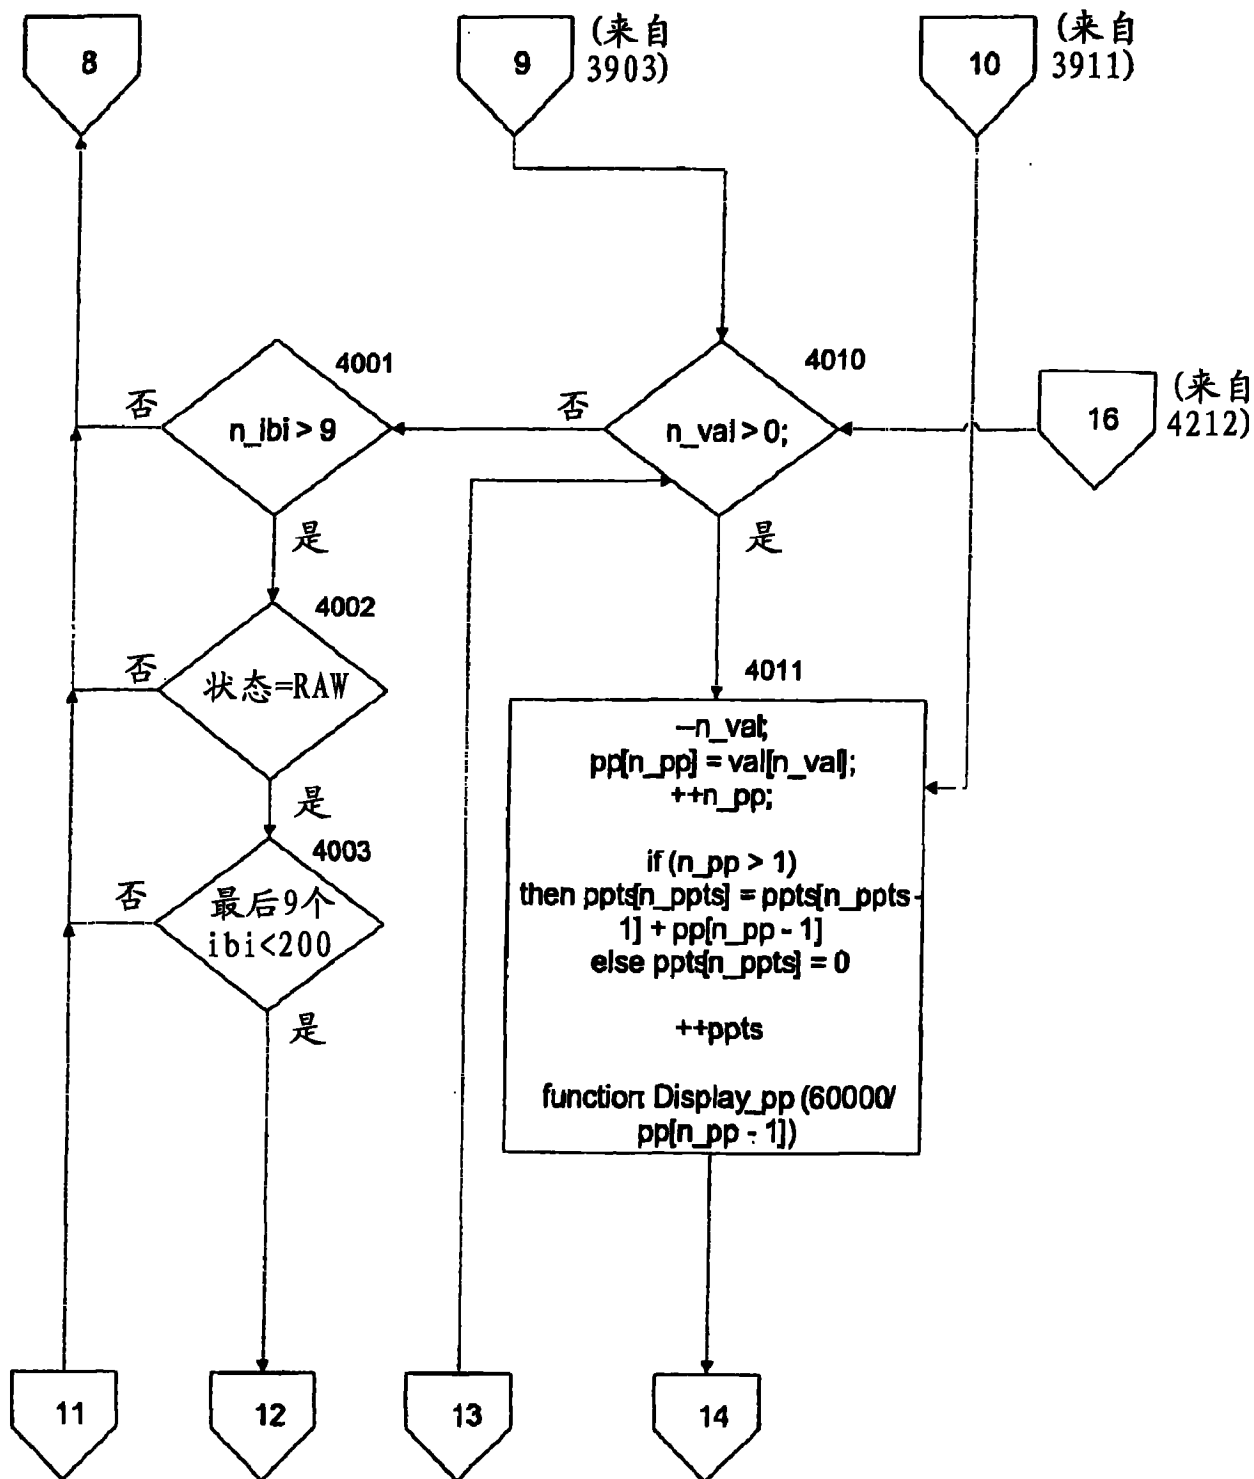 8
9
(来自
3903)
10
(来自
3911)
4001
n_ibi > 9
否
是
4010
n_val > 0;
否
是
16
(来自
4212)
4002
状态=RAW
否
是
4003
最后9个
ibi<200
否
是
4011
--n_val;
pp[n_pp] = val[n_val];
++n_pp;
if (n_pp > 1)
then ppts[n_ppts] = ppts[n_ppts -
1] + pp[n_pp - 1]
else ppts[n_ppts] = 0
++ppts
function: Display_pp (60000/
pp[n_pp - 1])
11
12
13
14